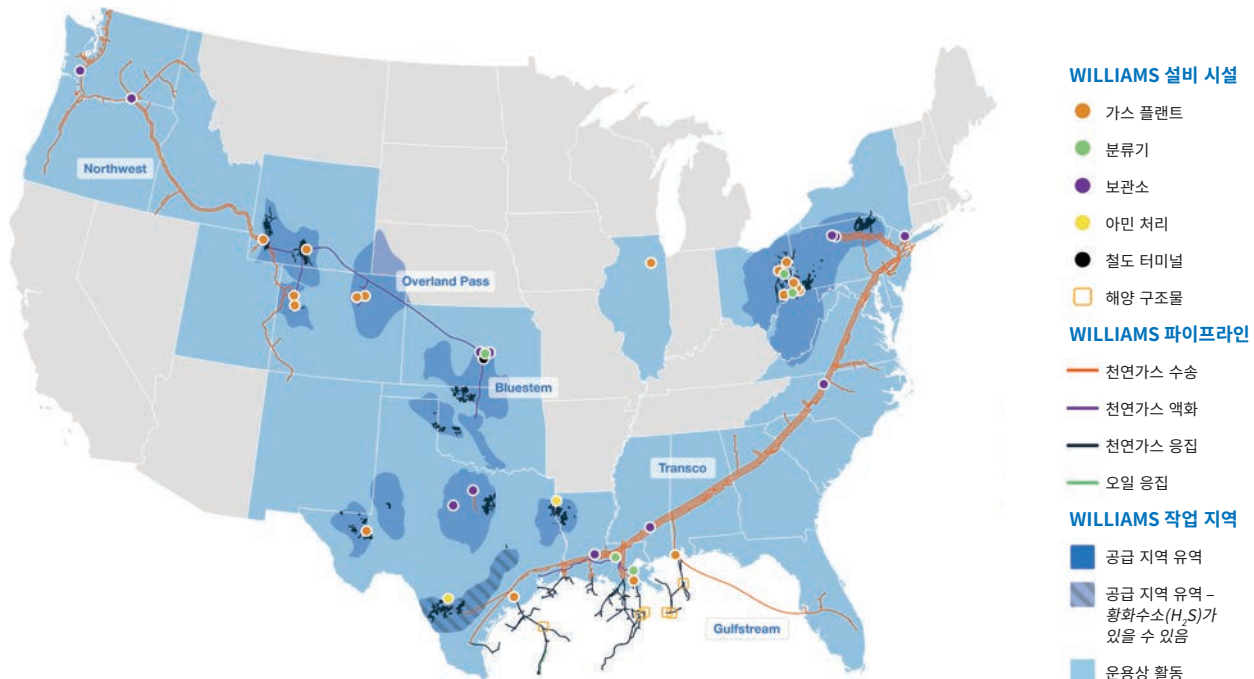 Northwest
Overland Pass
Bluestem
Transco
Gulfstream
WILLIAMS 설비 시설
가스 플랜트
분류기
보관소
아민 처리
철도 터미널
해양 구조물
WILLIAMS 파이프라인
천연가스 수송
천연가스 액화
천연가스 응집
오일 응집
WILLIAMS 작업 지역
공급 지역 유역
공급 지역 유역 –
황화수소(H₂S)가
있을 수 있음
운용상 활동